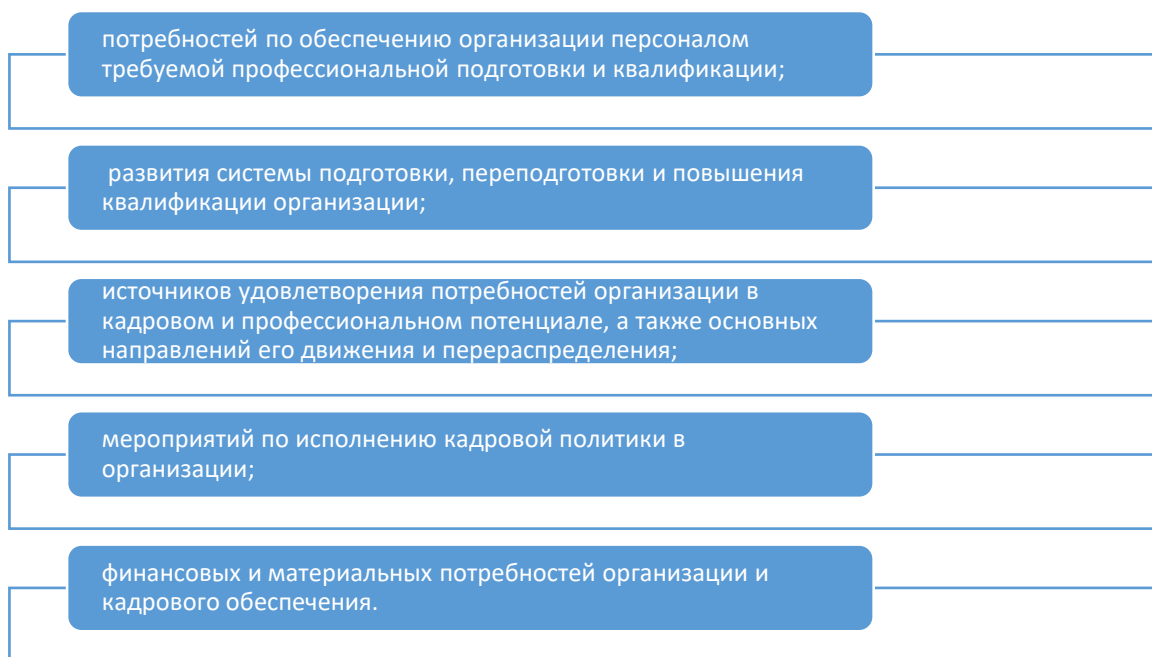 потребностей по обеспечению организации персоналом
требуемой профессиональной подготовки и квалификации;
развития системы подготовки, переподготовки и повышения
квалификации организации;
источников удовлетворения потребностей организации в
кадровом и профессиональном потенциале, а также основных
направлений его движения и перераспределения;
мероприятий по исполнению кадровой политики в
организации;
финансовых и материальных потребностей организации и
кадрового обеспечения.